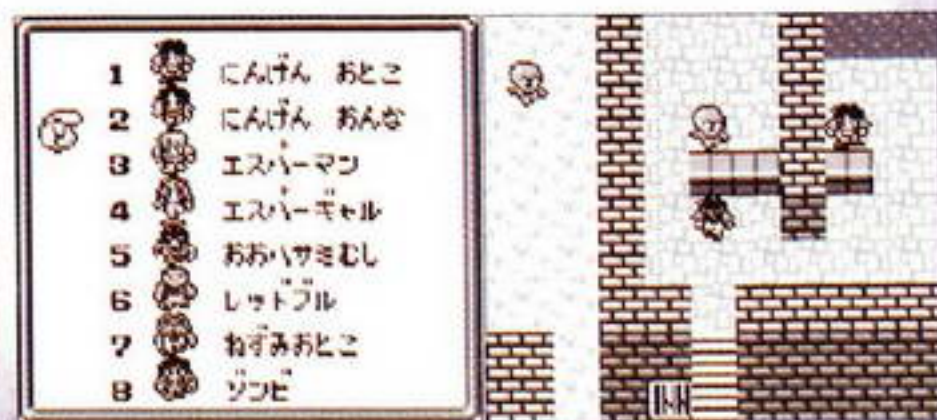 1 にんげん おとこ
2 にんげん おんな
3 エスパーマン
4 エスパーギャル
5 おおハサミむし
6 レッドブル
7 ねずみおとこ
8 ゾンビ